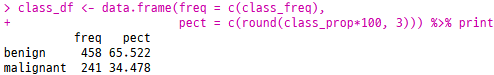 > class_df <- data.frame(freq = c(class_freq),
+                        pect = c(round(class_prop*100, 3))) %>% print
          freq   pect
benign     458 65.522
malignant  241 34.478